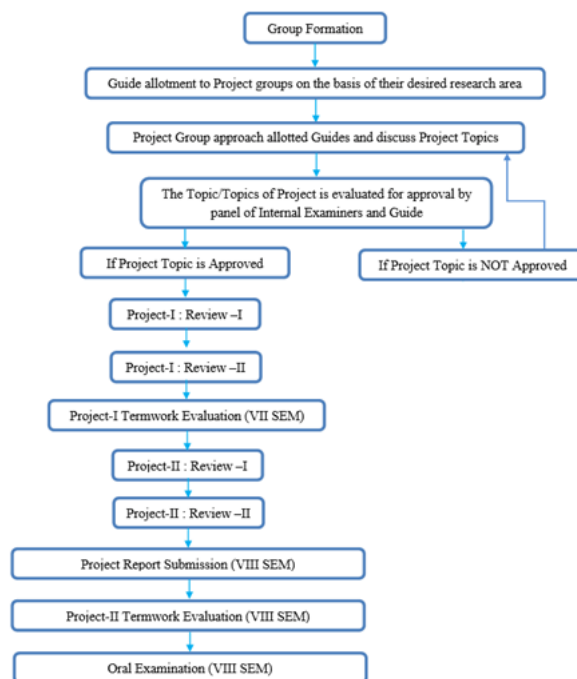 Group Formation
Guide allotment to Project groups on the basis of their desired research area
Project Group approach allotted Guides and discuss Project Topics
The Topic/Topics of Project is evaluated for approval by
panel of Internal Examiners and Guide
If Project Topic is Approved
If Project Topic is NOT Approved
Project-I : Review –I
Project-I : Review –II
Project-I Termwork Evaluation (VII SEM)
Project-II : Review –I
Project-II : Review –II
Project Report Submission (VIII SEM)
Project-II Termwork Evaluation (VIII SEM)
Oral Examination (VIII SEM)